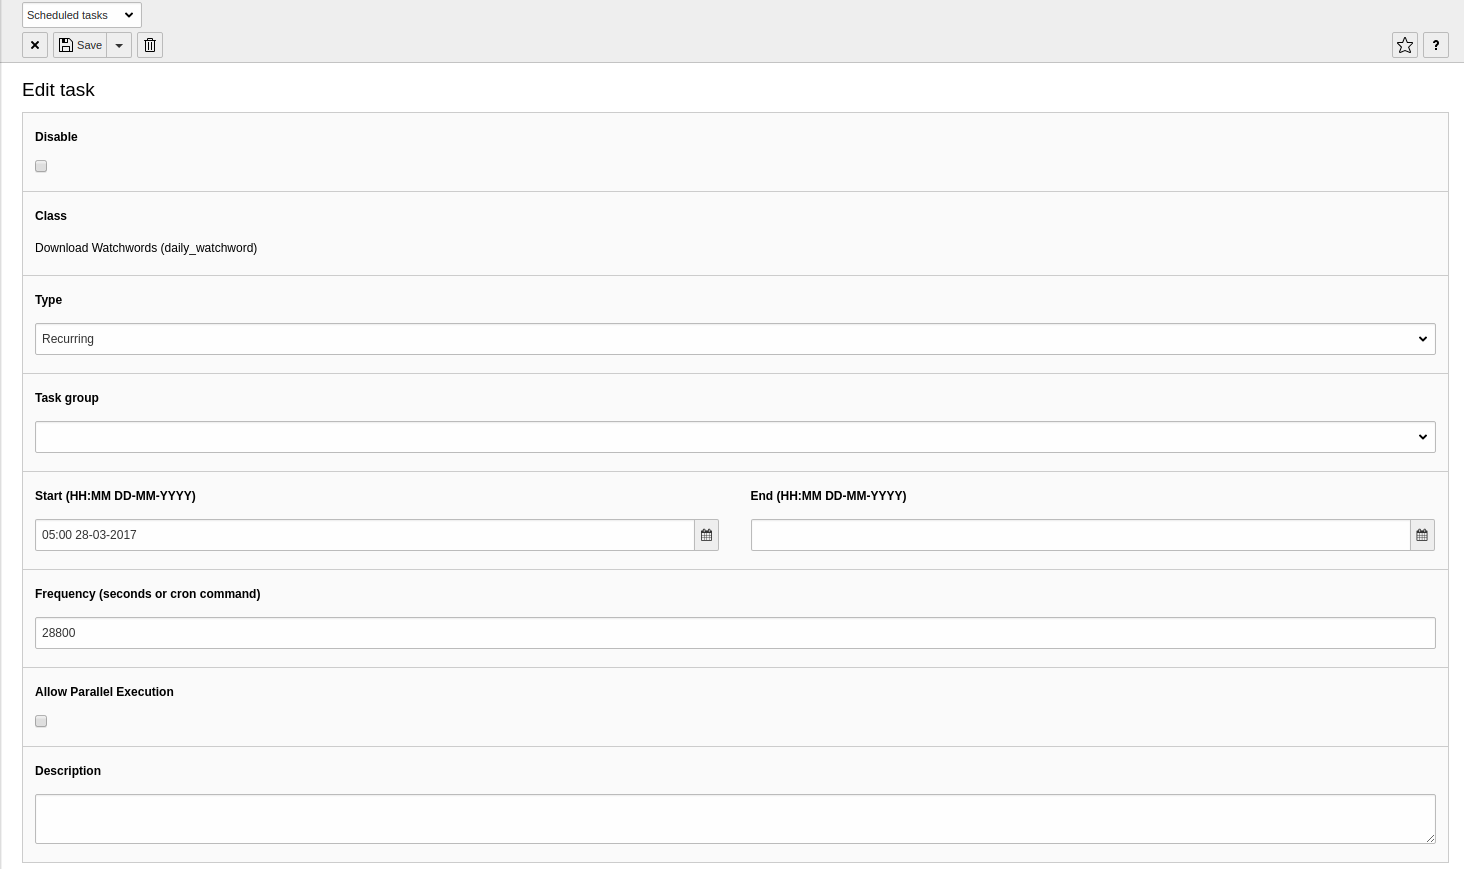 Scheduled tasks
Save
?
Edit task
Disable
Class
Download Watchwords (daily_watchword)
Type
Recurring
Task group
Start (HH:MM DD-MM-YYYY) End (HH:MM DD-MM-YYYY)
05:00 28-03-2017
Frequency (seconds or cron command)
28800
Allow Parallel Execution
Description